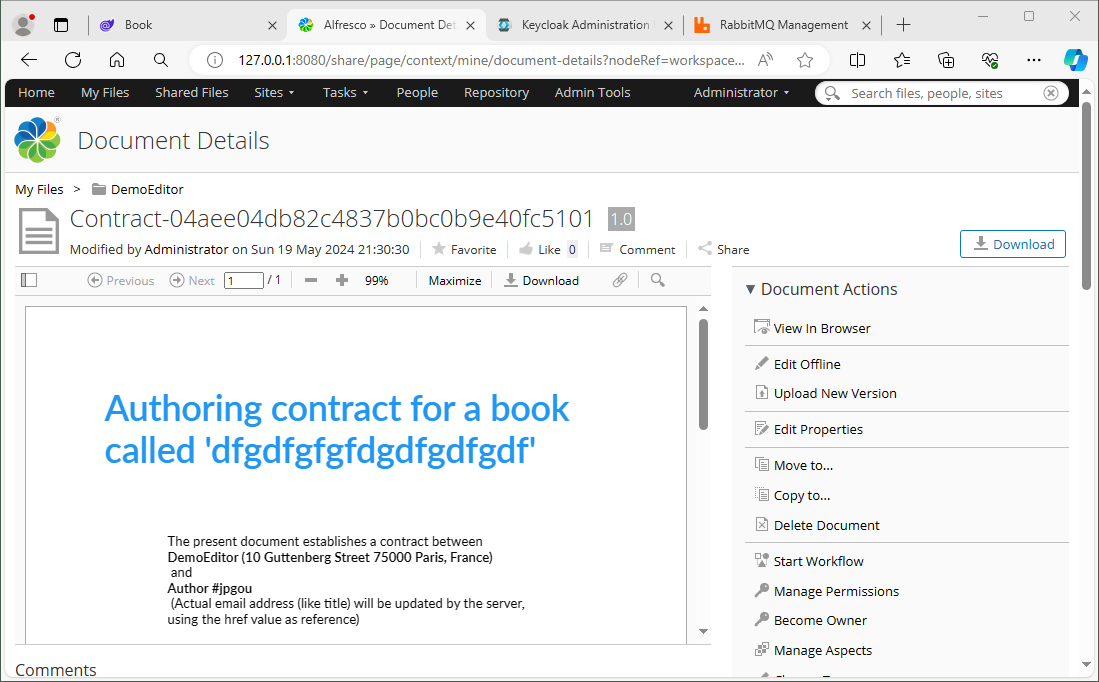 Book
Alfresco » Document Det
Keycloak Administration
RabbitMQ Management
127.0.0.1:8080/share/page/context/mine/document-details?nodeRef=workspace...
Home My Files Shared Files Sites Tasks People Repository Admin Tools Administrator Search files, people, sites
Document Details
My Files > DemoEditor
Contract-04aee04db82c4837b0bc0b9e40fc5101 1.0
Modified by Administrator on Sun 19 May 2024 21:30:30 Favorite Like 0 Comment Share
Download
Previous Next 1 / 1 99% Maximize Download
Authoring contract for a book
called 'dfgdfgfgfdgdfgdfgdf'
The present document establishes a contract between
DemoEditor (10 Guttenberg Street 75000 Paris, France)
and
Author #jpgou
(Actual email address (like title) will be updated by the server,
using the href value as reference)
Comments
Document Actions
View In Browser
Edit Offline
Upload New Version
Edit Properties
Move to...
Copy to...
Delete Document
Start Workflow
Manage Permissions
Become Owner
Manage Aspects